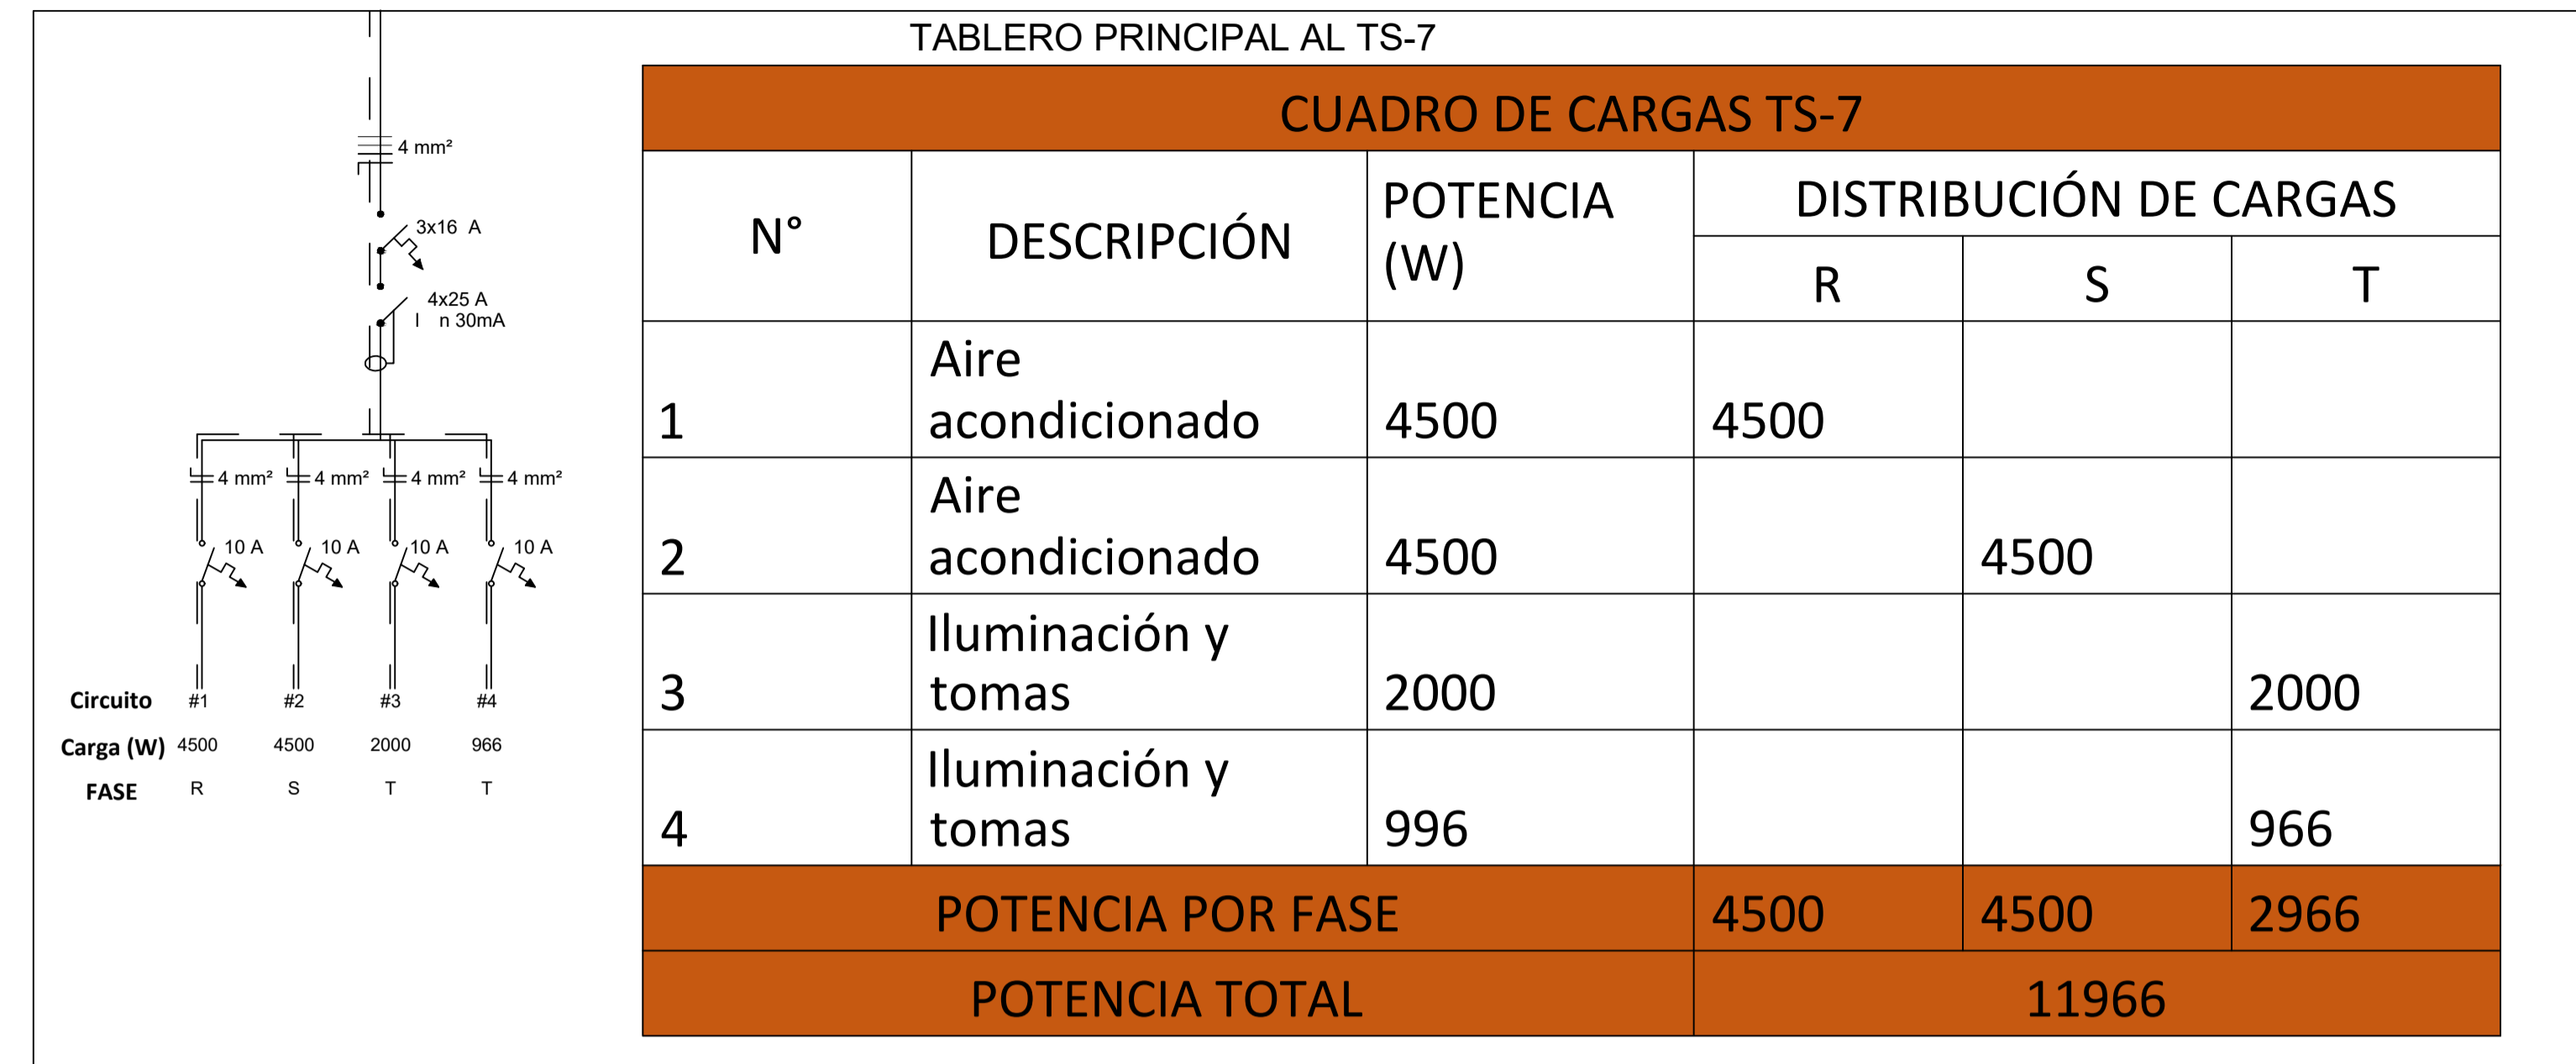 TABLERO PRINCIPAL AL TS-7
4 mm²
3x16 A
4x25 A
I n 30mA
4 mm² 4 mm² 4 mm² 4 mm²
10 A 10 A 10 A 10 A
Circuito #1 #2 #3 #4
Carga (W) 4500 4500 2000 966
FASE R S T T
CUADRO DE CARGAS TS-7
N° DESCRIPCIÓN POTENCIA (W) DISTRIBUCIÓN DE CARGAS
R S T
1 Aire acondicionado 4500 4500
2 Aire acondicionado 4500 4500
3 Iluminación y tomas 2000 2000
4 Iluminación y tomas 996 966
POTENCIA POR FASE 4500 4500 2966
POTENCIA TOTAL 11966